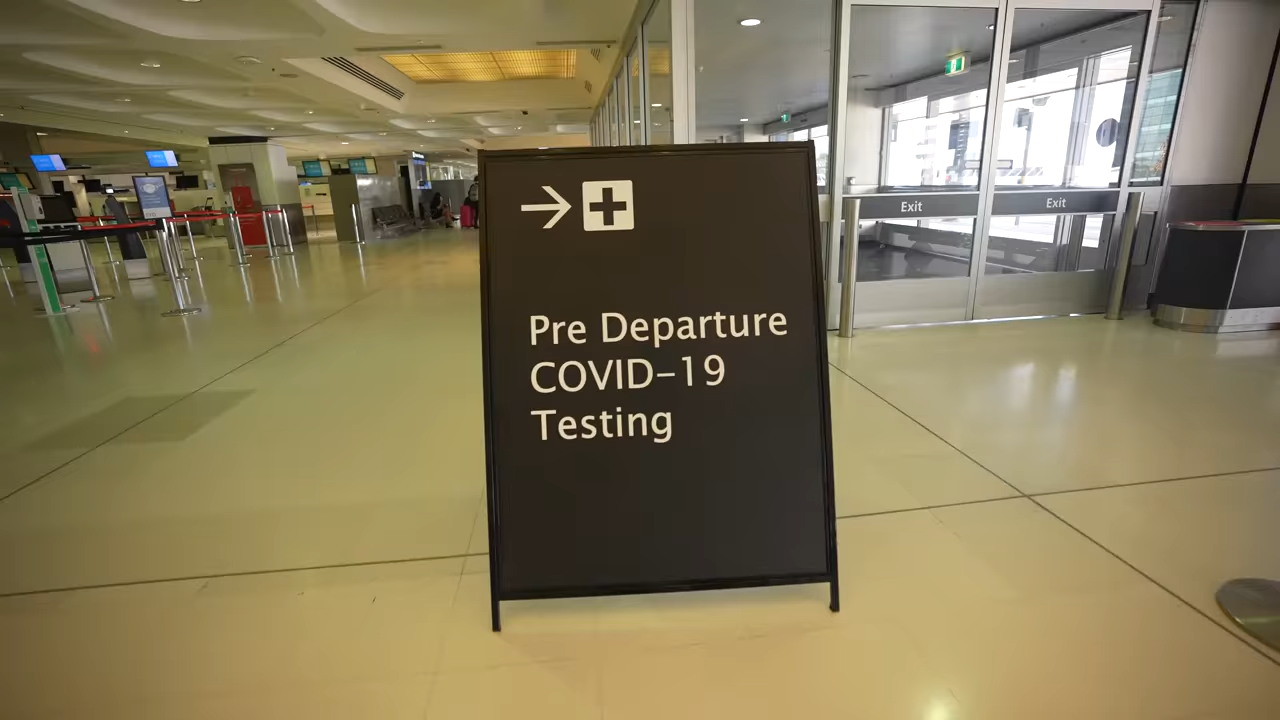 Pre Departure
COVID-19
Testing
Exit
Exit